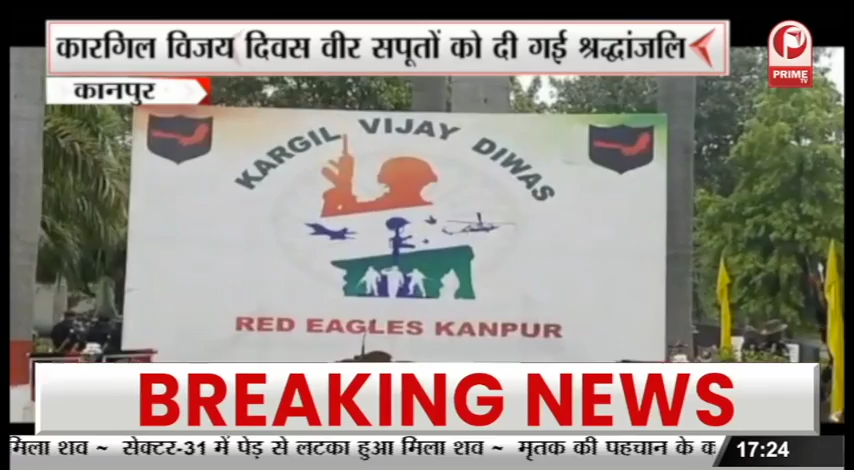 कारगिल विजय दिवस वीर सपूतों को दी गई श्रद्धांजलि
PRIME TV
कानपुर
KARGIL VIJAY DIWAS
RED EAGLES KANPUR
BREAKING NEWS
मिला शव ~ सेक्टर-31 में पेड़ से लटका हुआ मिला शव ~ मृतक की पहचान के
17:24